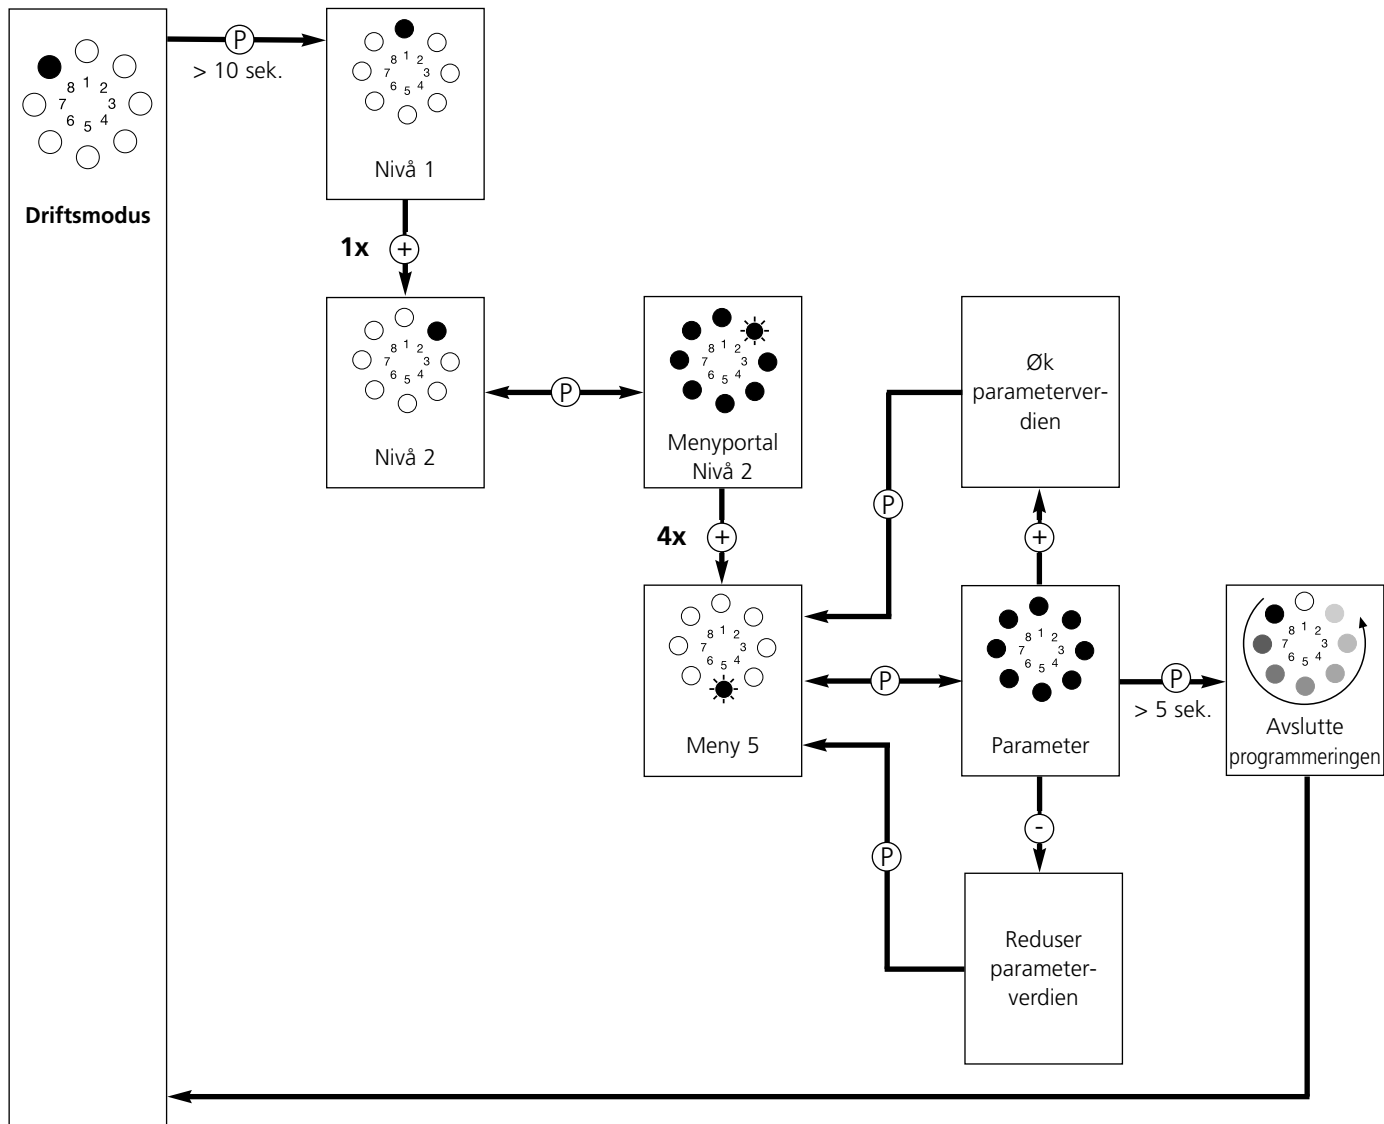 8 1 2
7 3
6 5 4
Driftsmodus
P
> 10 sek.
8 1 2
7 3
6 5 4
Nivå 1
1x +
8 1 2
7 3
6 5 4
Nivå 2
P
8 1 2
7 3
6 5 4
Menyportal
Nivå 2
4x +
8 1 2
7 3
6 5 4
Meny 5
P
Øk
parameterver-
dien
P
+
8 1 2
7 3
6 5 4
Parameter
P
> 5 sek.
8 1 2
7 3
6 5 4
Avslutte
programmeringen
-
P
Reduser
parameter-
verdien